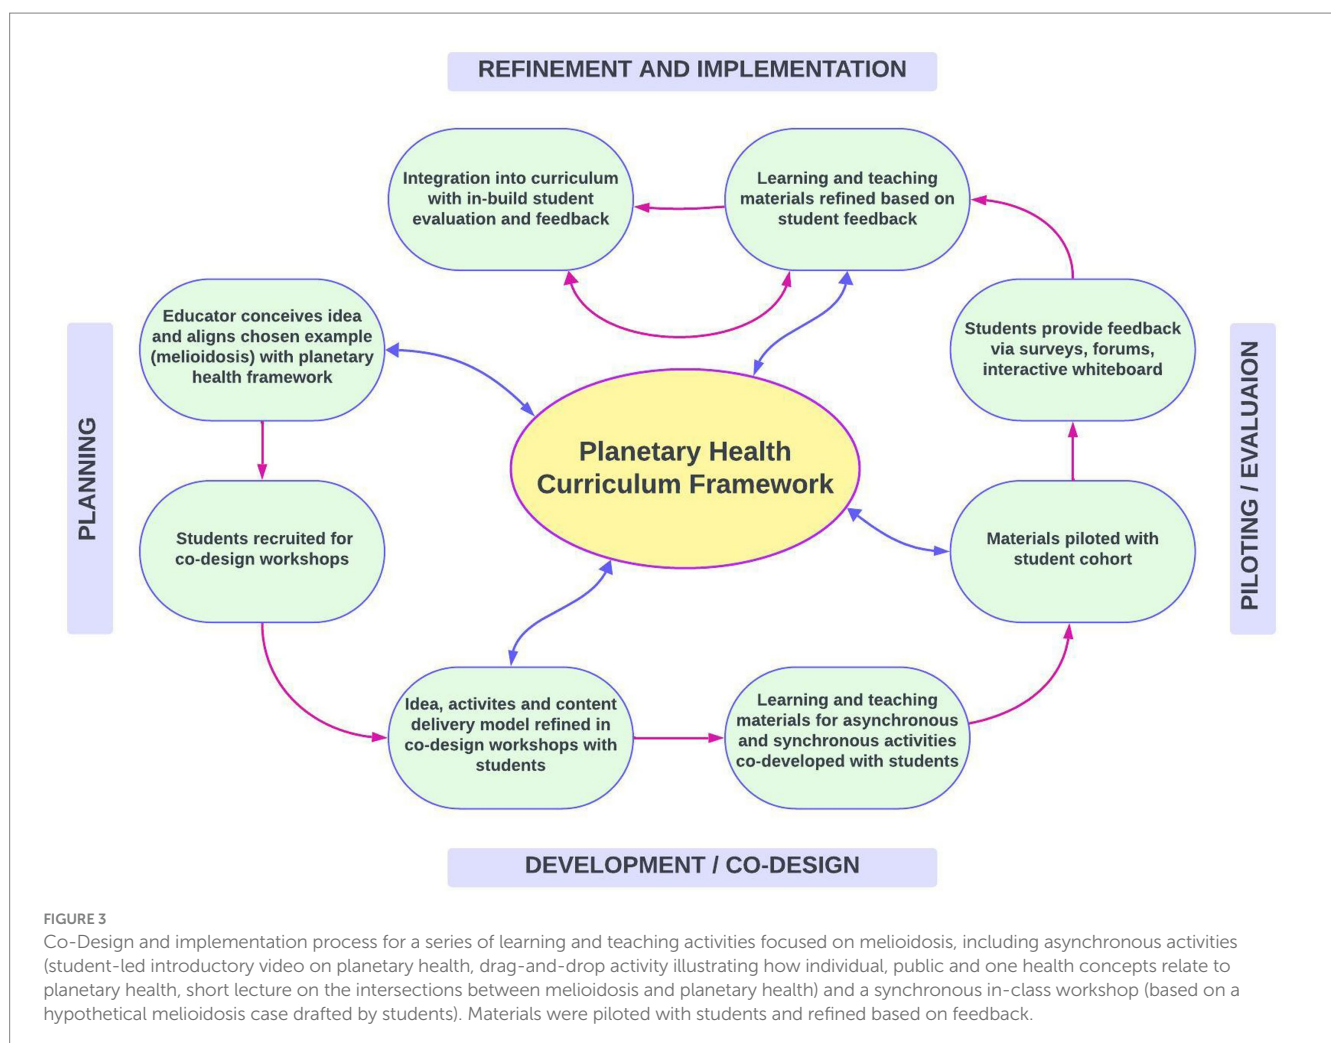 REFINEMENT AND IMPLEMENTATION
Integration into curriculum
with in-build student
evaluation and feedback
Learning and teaching
materials refined based on
student feedback
Educator conceives idea
and aligns chosen example
(melioidosis) with planetary
health framework
Students provide feedback
via surveys, forums,
interactive whiteboard
PLANNING
Planetary Health
Curriculum Framework
PILOTING / EVALUAION
Students recruited for
co-design workshops
Materials piloted with
student cohort
Idea, activites and content
delivery model refined in
co-design workshops with
students
Learning and teaching
materials for asynchronous
and synchronous activities
co-developed with students
DEVELOPMENT / CO-DESIGN
FIGURE 3
Co-Design and implementation process for a series of learning and teaching activities focused on melioidosis, including asynchronous activities
(student-led introductory video on planetary health, drag-and-drop activity illustrating how individual, public and one health concepts relate to
planetary health, short lecture on the intersections between melioidosis and planetary health) and a synchronous in-class workshop (based on a
hypothetical melioidosis case drafted by students). Materials were piloted with students and refined based on feedback.